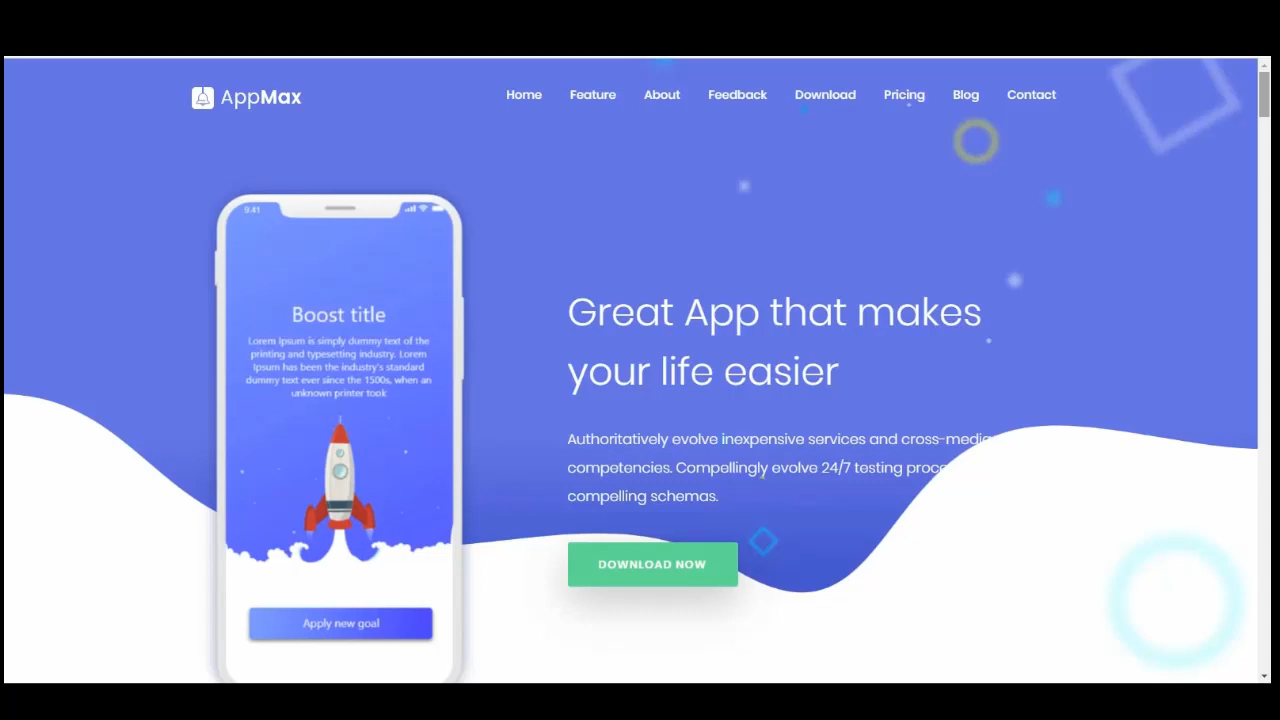 AppMax
Home Feature About Feedback Download Pricing Blog Contact
9:41
Boost title
Lorem Ipsum is simply dummy text of the
printing and typesetting industry. Lorem
Ipsum has been the industry's standard
dummy text ever since the 1500s, when an
unknown printer took
Apply new goal
Great App that makes
your life easier
Authoritatively evolve inexpensive services and cross-media
competencies. Compellingly evolve 24/7 testing
compelling schemas.
DOWNLOAD NOW